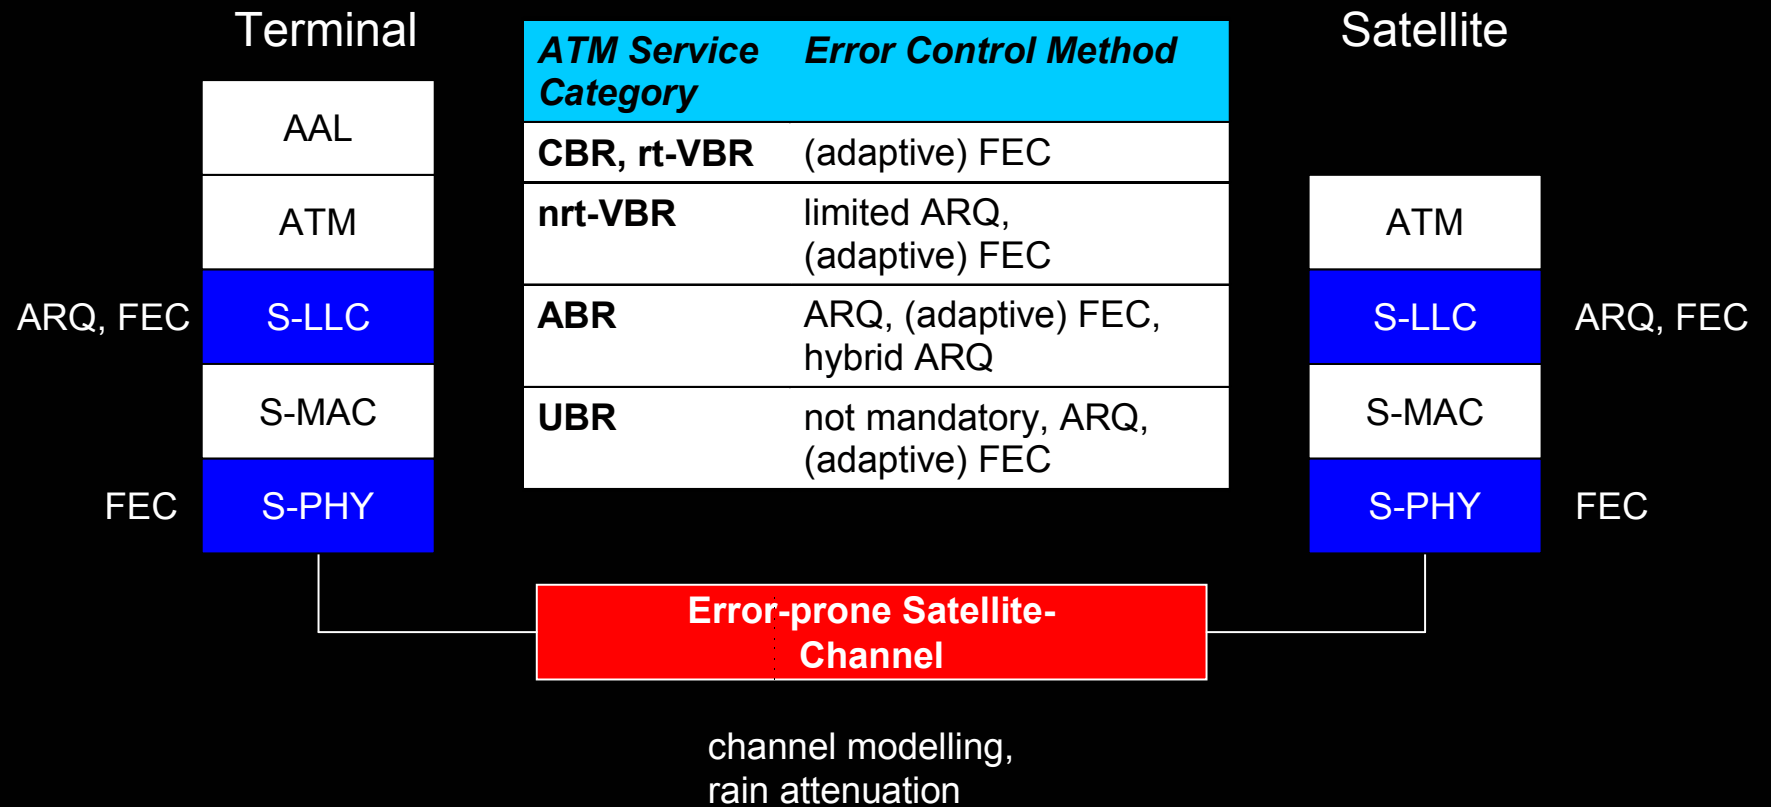 Terminal
AAL
ATM
ARQ, FEC
S-LLC
S-MAC
FEC
S-PHY
ATM Service Category
Error Control Method
CBR, rt-VBR
(adaptive) FEC
nrt-VBR
limited ARQ,
(adaptive) FEC
ABR
ARQ, (adaptive) FEC,
hybrid ARQ
UBR
not mandatory, ARQ,
(adaptive) FEC
Satellite
ATM
S-LLC
ARQ, FEC
S-MAC
S-PHY
FEC
Error-prone Satellite-
Channel
channel modelling,
rain attenuation